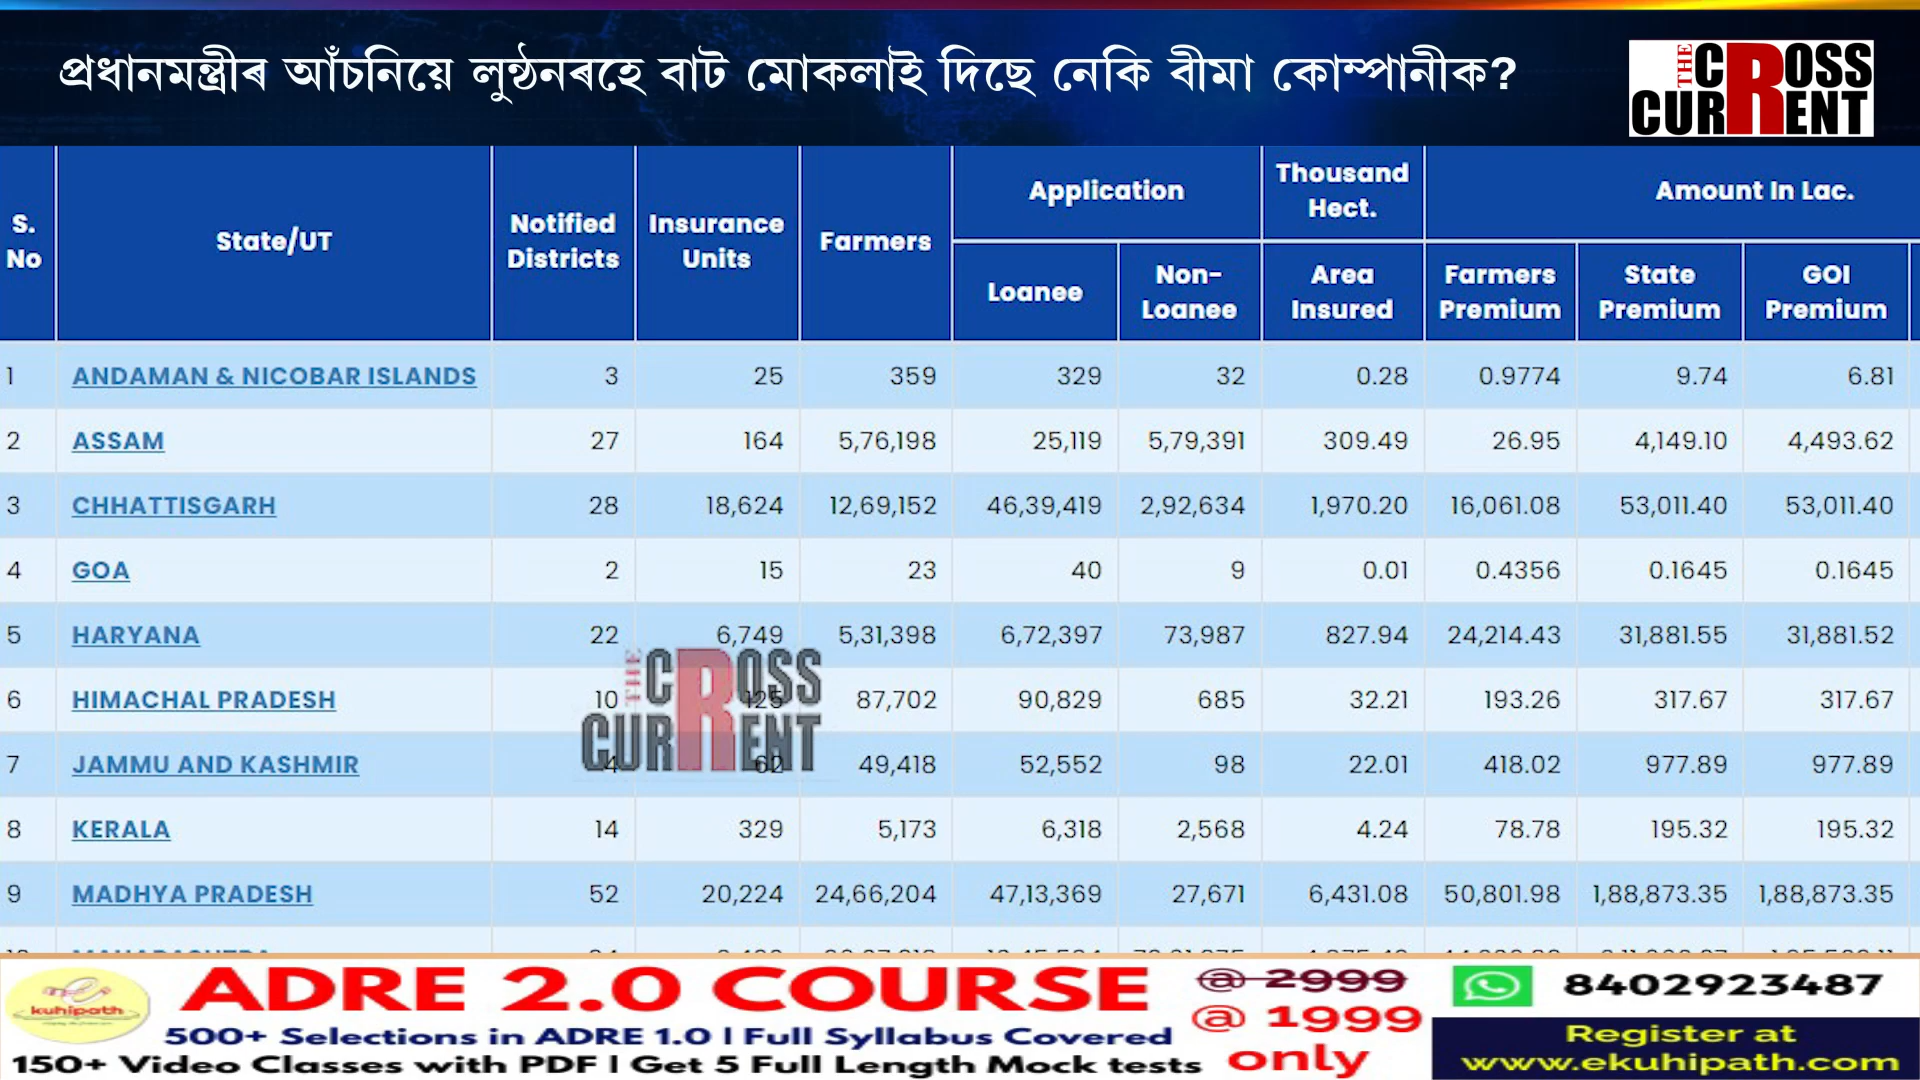 প্ৰধানমন্ত্ৰীৰ আঁচনিয়ে লুণ্ঠনৰহে বাট মোকলাই দিছে নেকি বীমা কোম্পানীক?
THE CROSS CURRENT
S. No State/UT Notified Districts Insurance Units Farmers Application Thousand Hect. Amount In Lac.
Loanee Non-Loanee Area Insured Farmers Premium State Premium GOI Premium
1 ANDAMAN & NICOBAR ISLANDS 3 25 359 329 32 0.28 0.9774 9.74 6.81
2 ASSAM 27 164 5,76,198 25,119 5,79,391 309.49 26.95 4,149.10 4,493.62
3 CHHATTISGARH 28 18,624 12,69,152 46,39,419 2,92,634 1,970.20 16,061.08 53,011.40 53,011.40
4 GOA 2 15 23 40 9 0.01 0.4356 0.1645 0.1645
5 HARYANA 22 6,749 5,31,398 6,72,397 73,987 827.94 24,214.43 31,881.55 31,881.52
6 HIMACHAL PRADESH 10 125 87,702 90,829 685 32.21 193.26 317.67 317.67
7 JAMMU AND KASHMIR 4 62 49,418 52,552 98 22.01 418.02 977.89 977.89
8 KERALA 14 329 5,173 6,318 2,568 4.24 78.78 195.32 195.32
9 MADHYA PRADESH 52 20,224 24,66,204 47,13,369 27,671 6,431.08 50,801.98 1,88,873.35 1,88,873.35
THE CROSS CURRENT
kuhipath
ADRE 2.0 COURSE
500+ Selections in ADRE 1.0 | Full Syllabus Covered
150+ Video Classes with PDF | Get 5 Full Length Mock tests
@ 2999
@ 1999
only
8402923487
Register at
www.ekuhipath.com